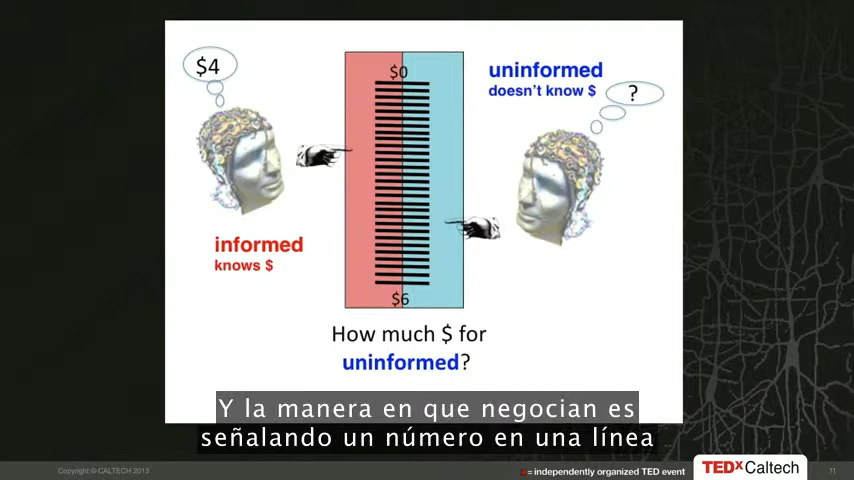 $4
informed
knows $
$0
$6
uninformed
doesn't know $
?
How much $ for
uninformed?
Y la manera en que negocian es
señalando un número en una línea
Copyright © CALTECH 2013
x = independently organized TED event
TEDxCaltech
11